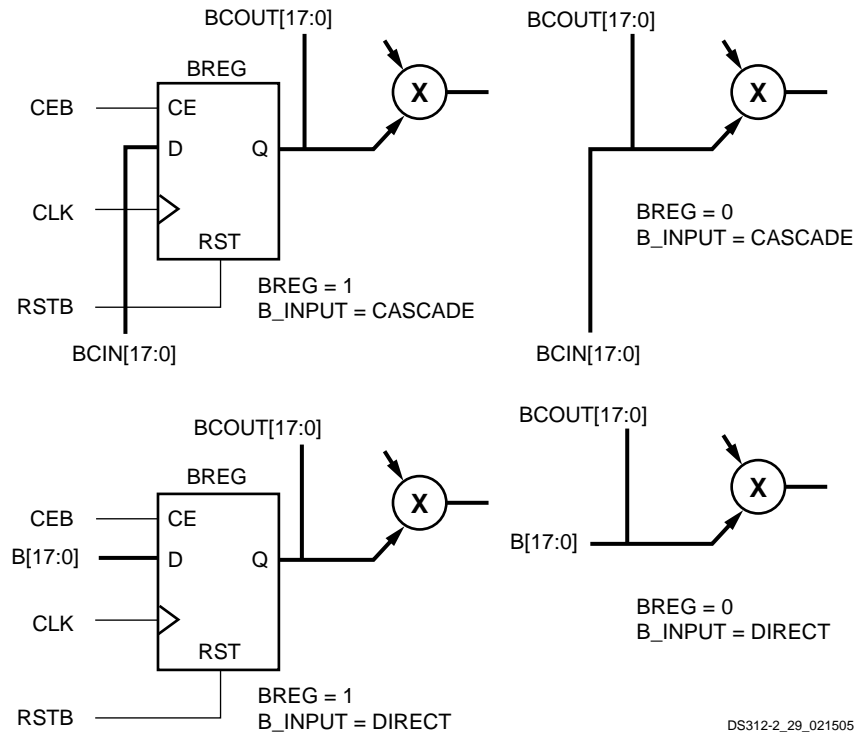 BCOUT[17:0]
BREG
CEB
CE
D
Q
X
CLK
RST
RSTB
BREG = 1
B_INPUT = CASCADE
BCIN[17:0]
BCOUT[17:0]
X
BREG = 0
B_INPUT = CASCADE
BCIN[17:0]
BCOUT[17:0]
BREG
CEB
CE
B[17:0]
D
Q
X
CLK
RST
RSTB
BREG = 1
B_INPUT = DIRECT
BCOUT[17:0]
X
B[17:0]
BREG = 0
B_INPUT = DIRECT
DS312-2_29_021505